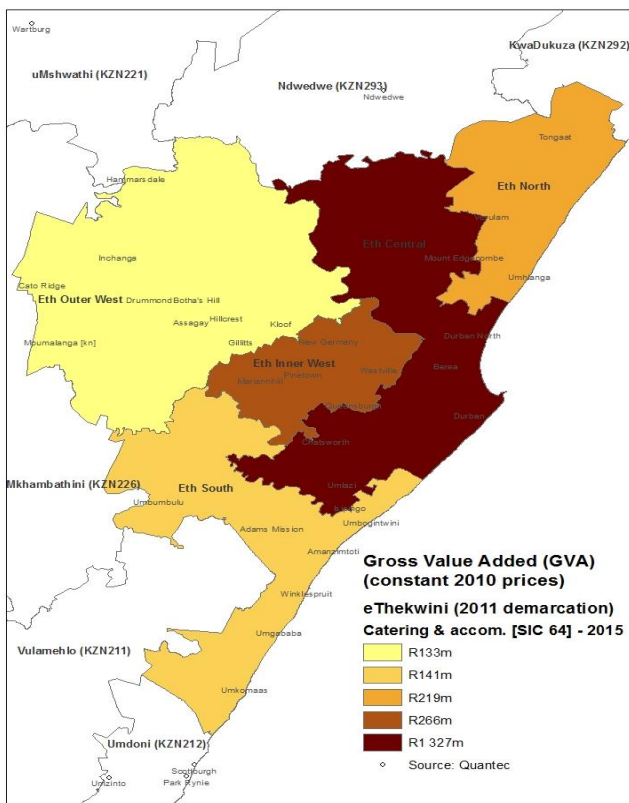 Wartburg
KwaDukuza (KZN292)
uMshwathi (KZN221)
Ndwedwe (KZN293)
Ndwedwe
Tongaat
Hammarsdale
Eth North
Verulam
Eth Central
Inchanga
Mount Edgecombe
Umhlanga
Cato Ridge
Eth Outer West
Drummond
Botha's Hill
Assagay
Hillcrest
Kloof
Durban North
Mpumalanga [kn]
Gillitts
New Germany
Eth Inner West
Berea
Westville
Pinetown
Mariannhill
Queensburgh
Durban
Chatsworth
Mkhambathini (KZN226)
Eth South
Umlazi
Umbumbulu
Isipingo
Umbogintwini
Adams Mission
Amanzimtoti
Gross Value Added (GVA)
(constant 2010 prices)
Winklespruit
eThekwini (2011 demarcation)
Catering & accom. [SIC 64] - 2015
Umgababa
Vulamehlo (KZN211)
R133m
R141m
Umkomaas
R219m
R266m
Umdoni (KZN212)
R1 327m
Scottburgh
Source: Quantec
Umzinto
Park Rynie